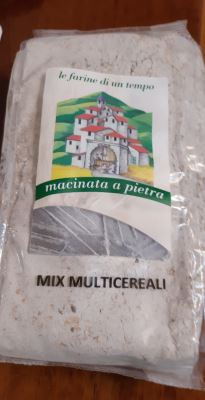 le farine di un tempo
macinata a pietra
MIX MULTICEREALI